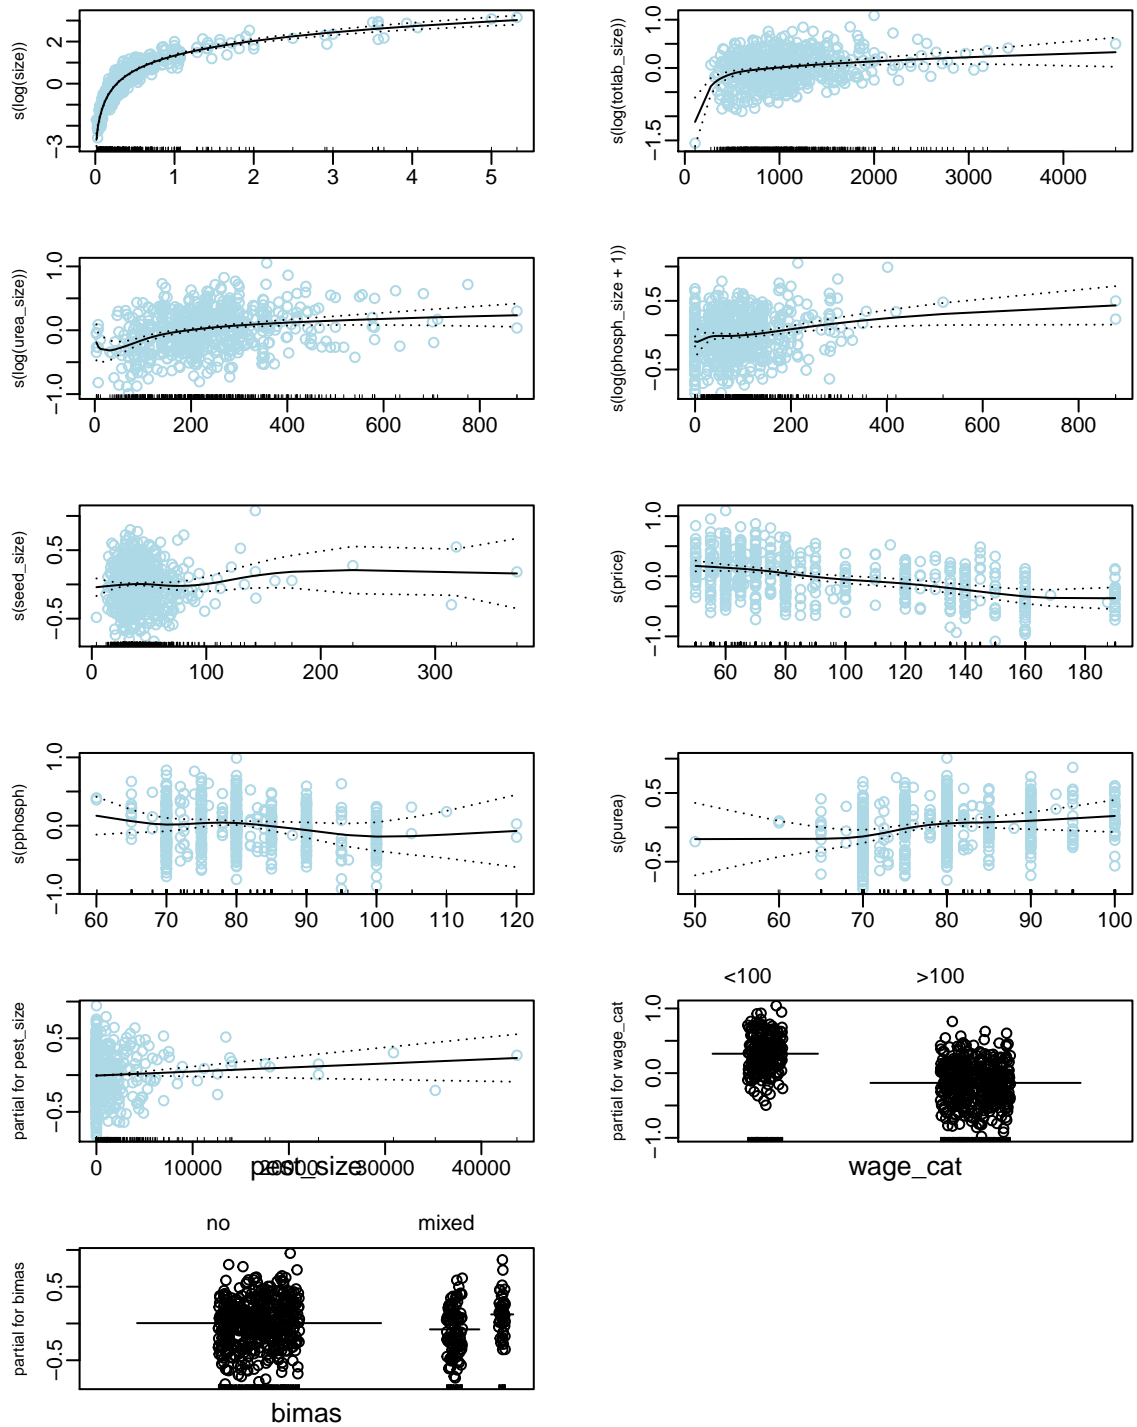 s(log(size))
2
0
−3
0 1 2 3 4 5
s(log(totlab_size))
1.0
0.0
−1.5
0 1000 2000 3000 4000
s(log(urea_size))
1.0
0.0
−1.0
0 200 400 600 800
s(log(phosph_size + 1))
0.5
−0.5
0 200 400 600 800
s(seed_size)
0.5
−0.5
0 100 200 300
s(price)
1.0
0.0
−1.0
60 80 100 120 140 160 180
s(pphosph)
1.0
0.0
−1.0
60 70 80 90 100 110 120
s(purea)
0.5
−0.5
50 60 70 80 90 100
partial for pest_size
0.5
−0.5
0 10000 20000 30000 40000
pest_size
<100 >100
partial for wage_cat
1.0
0.0
−1.0
wage_cat
no mixed
partial for bimas
0.5
−0.5
bimas